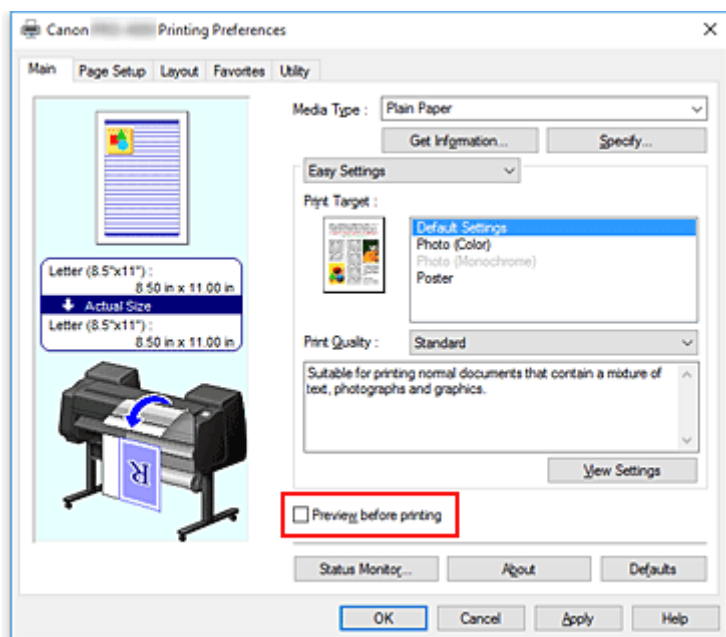 Canon Printing Preferences
Main Page Setup Layout Favorites Utility
Media Type : Plain Paper
Get Information... Specify...
Easy Settings
Print Target :
Default Settings
Photo (Color)
Photo (Monochrome)
Poster
Letter (8.5"x11") :
8.50 in x 11.00 in
Actual Size
Letter (8.5"x11") :
8.50 in x 11.00 in
R
Print Quality : Standard
Suitable for printing normal documents that contain a mixture of
text, photographs and graphics.
View Settings
Preview before printing
Status Monitor... About Defaults
OK Cancel Apply Help